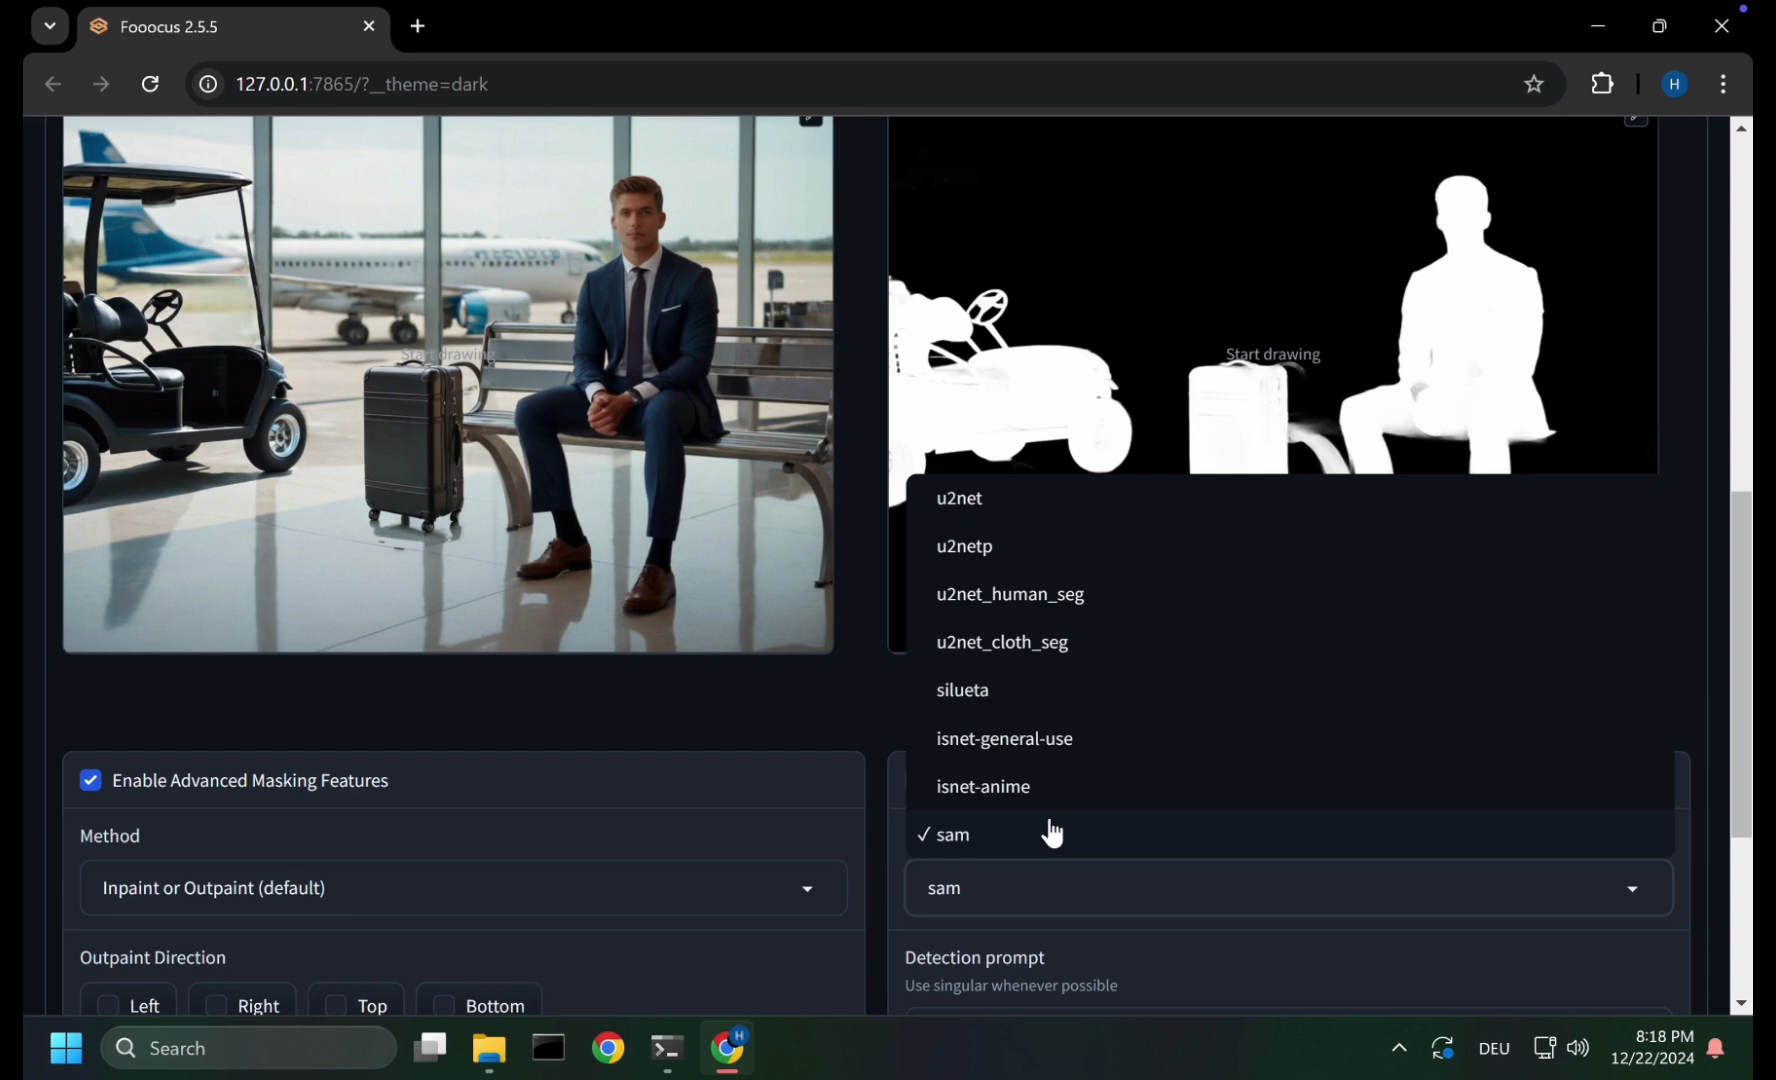 Fooocus 2.5.5
127.0.0.1:7865/?__theme=dark
Start drawing
Start drawing
u2net
u2netp
u2net_human_seg
u2net_cloth_seg
silueta
isnet-general-use
isnet-anime
✓ sam
Enable Advanced Masking Features
Method
Inpaint or Outpaint (default)
sam
Outpaint Direction
Left
Right
Top
Bottom
Detection prompt
Use singular whenever possible
Search
H
H
DEU
8:18 PM
12/22/2024